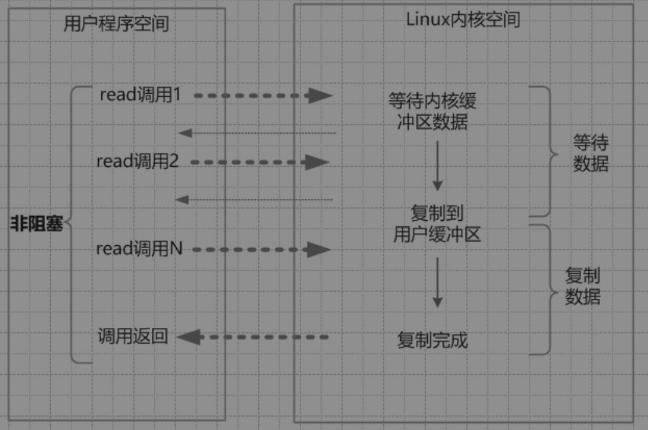 用户程序空间
Linux内核空间
read调用1
等待内核缓
冲区数据
等待
数据
read调用2
复制到
用户缓冲区
非阻塞
read调用N
复制
数据
调用返回
复制完成